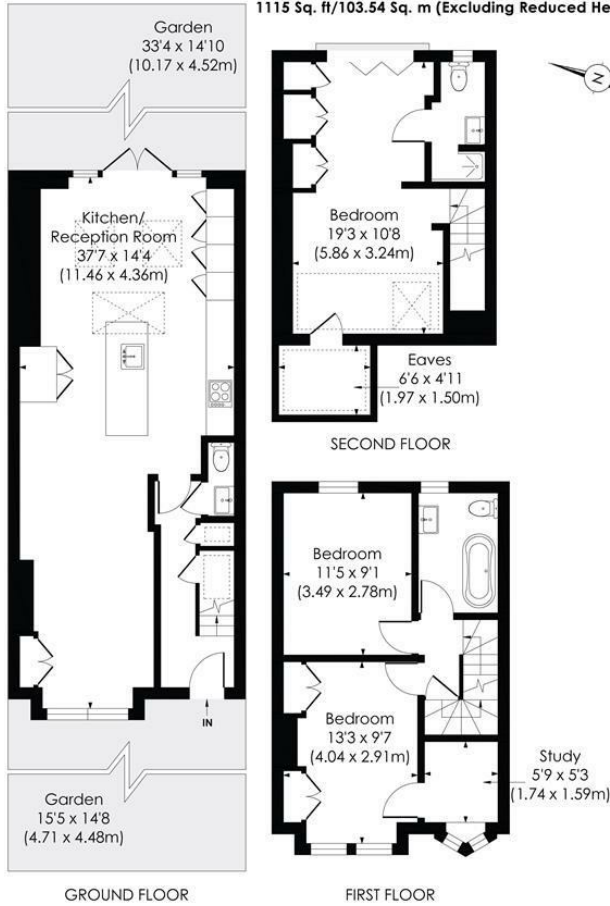 1115 Sq. ft/103.54 Sq. m (Excluding Reduced He
Garden
33'4 x 14'10
(10.17 x 4.52m)
N
Kitchen/
Reception Room
37'7 x 14'4
(11.46 x 4.36m)
IN
Garden
15'5 x 14'8
(4.71 x 4.48m)
GROUND FLOOR
Bedroom
19'3 x 10'8
(5.86 x 3.24m)
Eaves
6'6 x 4'11
(1.97 x 1.50m)
SECOND FLOOR
Bedroom
11'5 x 9'1
(3.49 x 2.78m)
Bedroom
13'3 x 9'7
(4.04 x 2.91m)
Study
5'9 x 5'3
(1.74 x 1.59m)
FIRST FLOOR